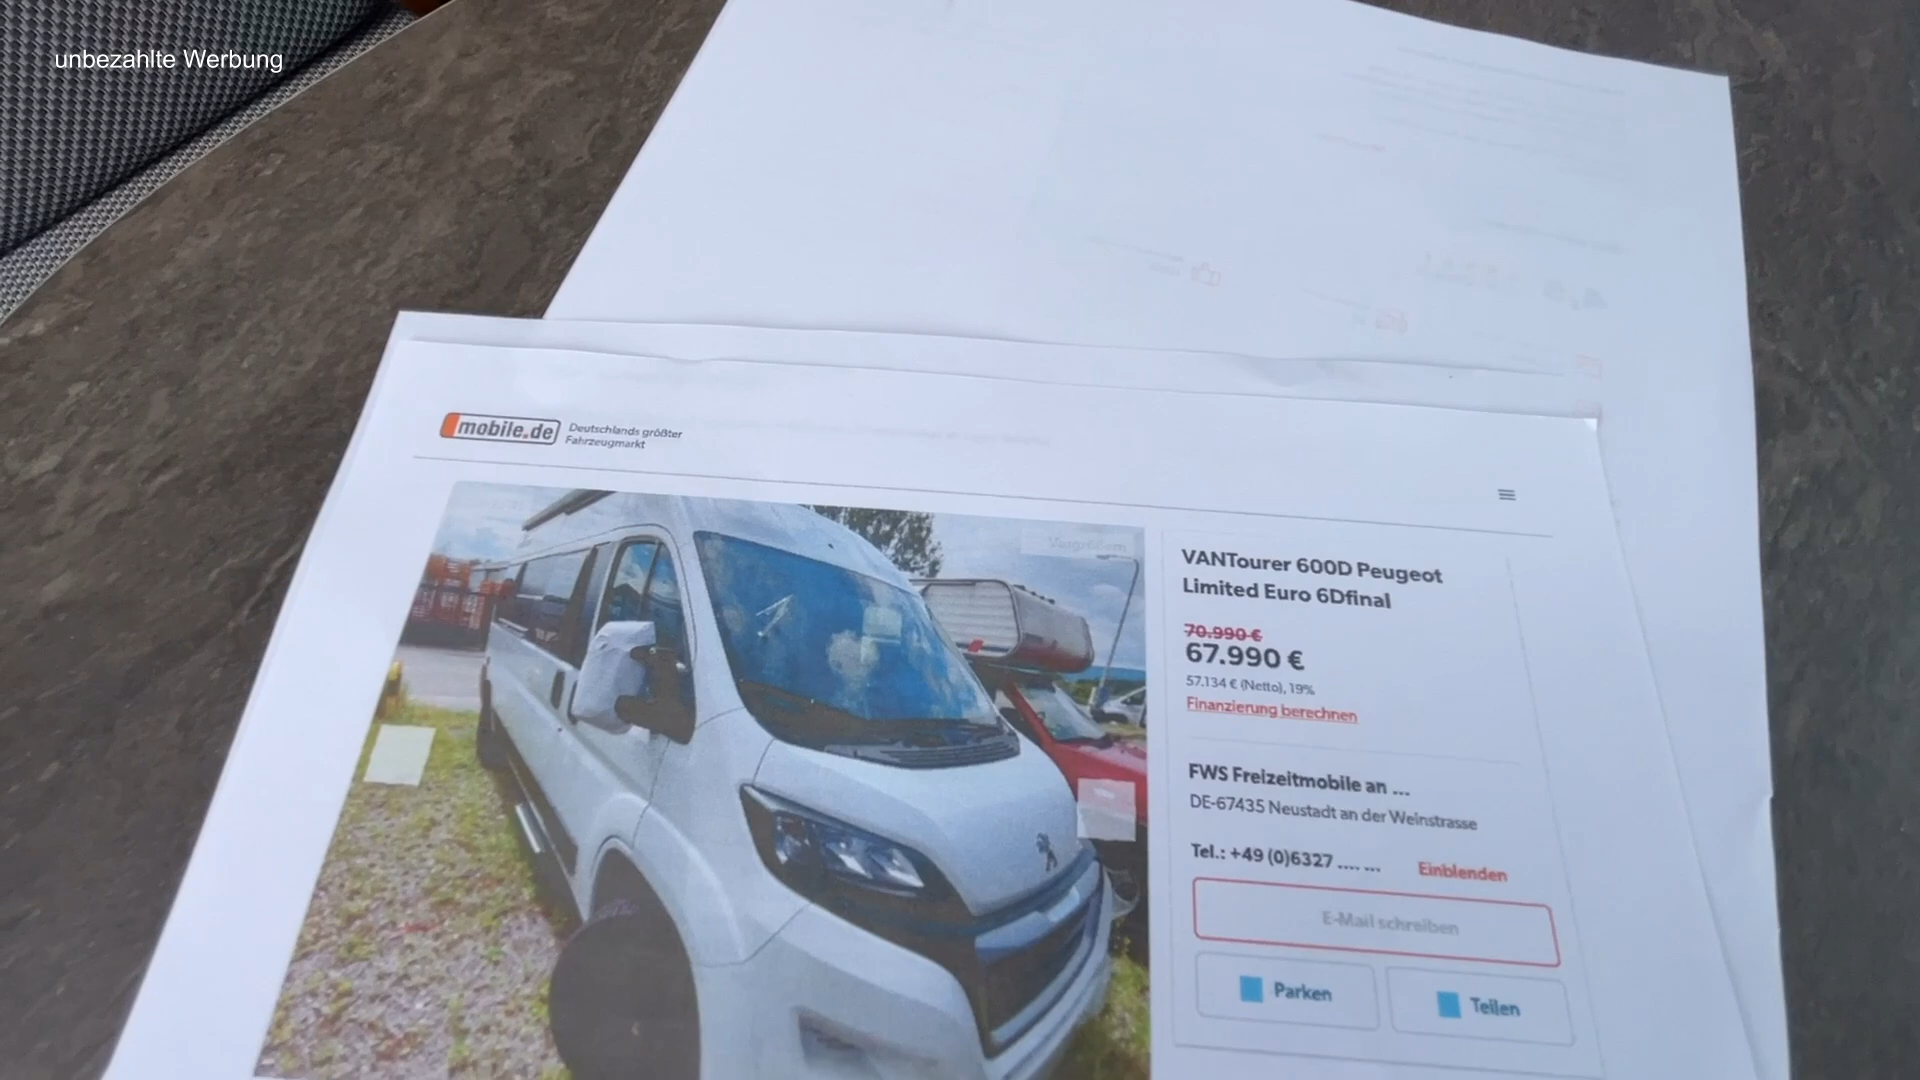 unbezahlte Werbung
mobile.de
Deutschlands größter
Fahrzeugmarkt
Vergrößern
VANTourer 600D Peugeot
Limited Euro 6Dfinal
70.990 €
67.990 €
57.134 € (Netto), 19%
Finanzierung berechnen
FWS Freizeitmobile an ...
DE-67435 Neustadt an der Weinstrasse
Tel.: +49 (0)6327 .... ...
Einblenden
E-Mail schreiben
Parken
Teilen